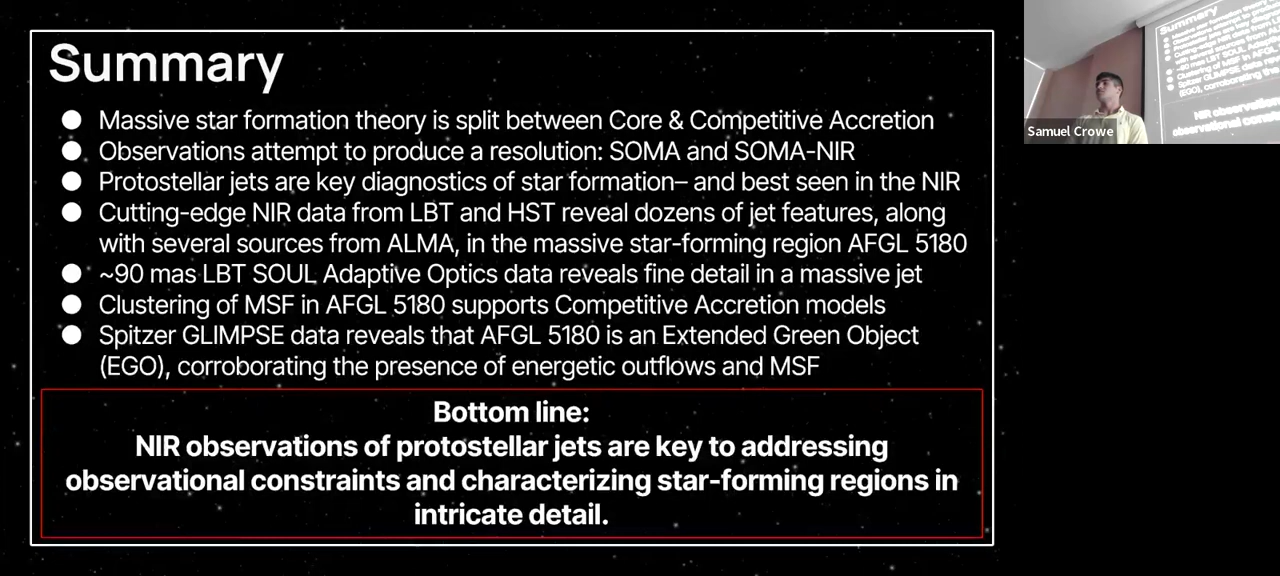 Summary
● Massive star formation theory is split between Core & Competitive Accretion
● Observations attempt to produce a resolution: SOMA and SOMA-NIR
● Protostellar jets are key diagnostics of star formation– and best seen in the NIR
● Cutting-edge NIR data from LBT and HST reveal dozens of jet features, along
with several sources from ALMA, in the massive star-forming region AFGL 5180
● ~90 mas LBT SOUL Adaptive Optics data reveals fine detail in a massive jet
● Clustering of MSF in AFGL 5180 supports Competitive Accretion models
● Spitzer GLIMPSE data reveals that AFGL 5180 is an Extended Green Object
(EGO), corroborating the presence of energetic outflows and MSF
Bottom line:
NIR observations of protostellar jets are key to addressing
observational constraints and characterizing star-forming regions in
intricate detail.
Summary
Samuel Crowe
NIR observation
observational constr